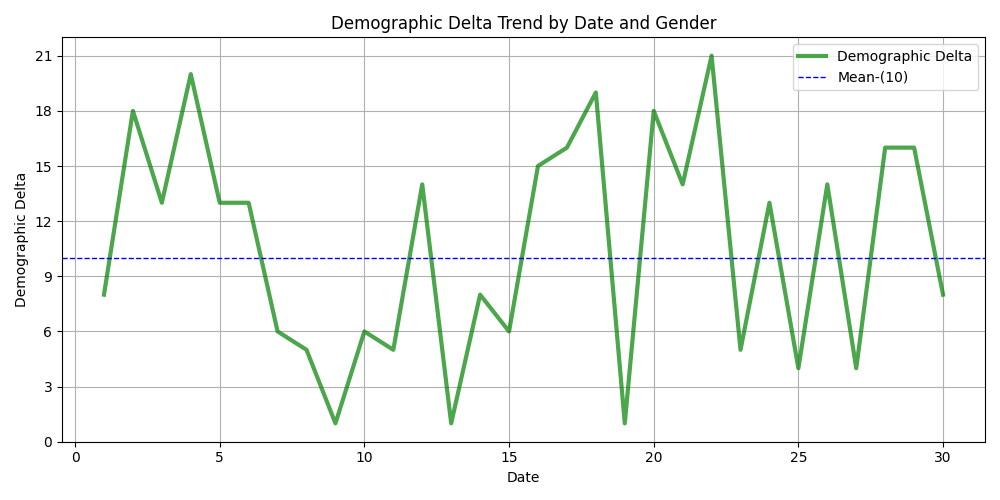 Demographic Delta Trend by Date and Gender
Demographic Delta
Mean-(10)
Demographic Delta
21
18
15
12
9
6
3
0
0 5 10 15 20 25 30
Date